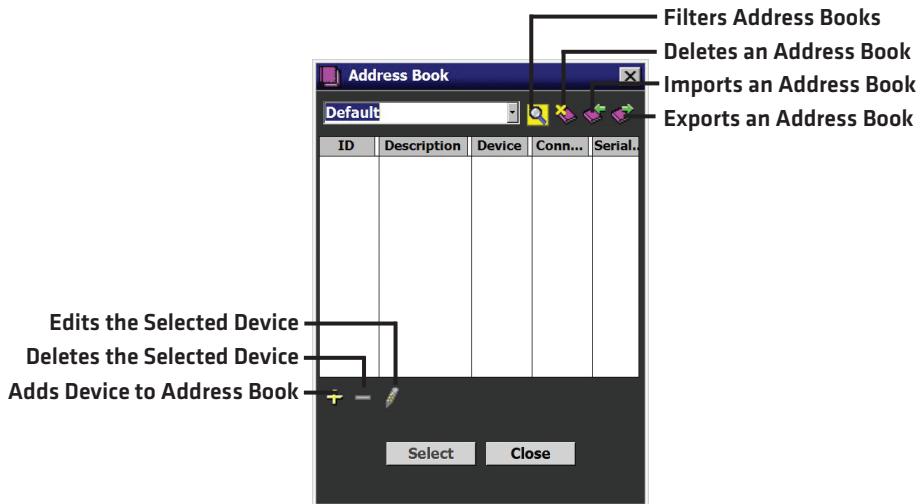 Filters Address Books
Deletes an Address Book
Address Book
Imports an Address Book
Default
Exports an Address Book
ID Description Device Conn... Serial..
Edits the Selected Device
Deletes the Selected Device
Adds Device to Address Book
Select Close